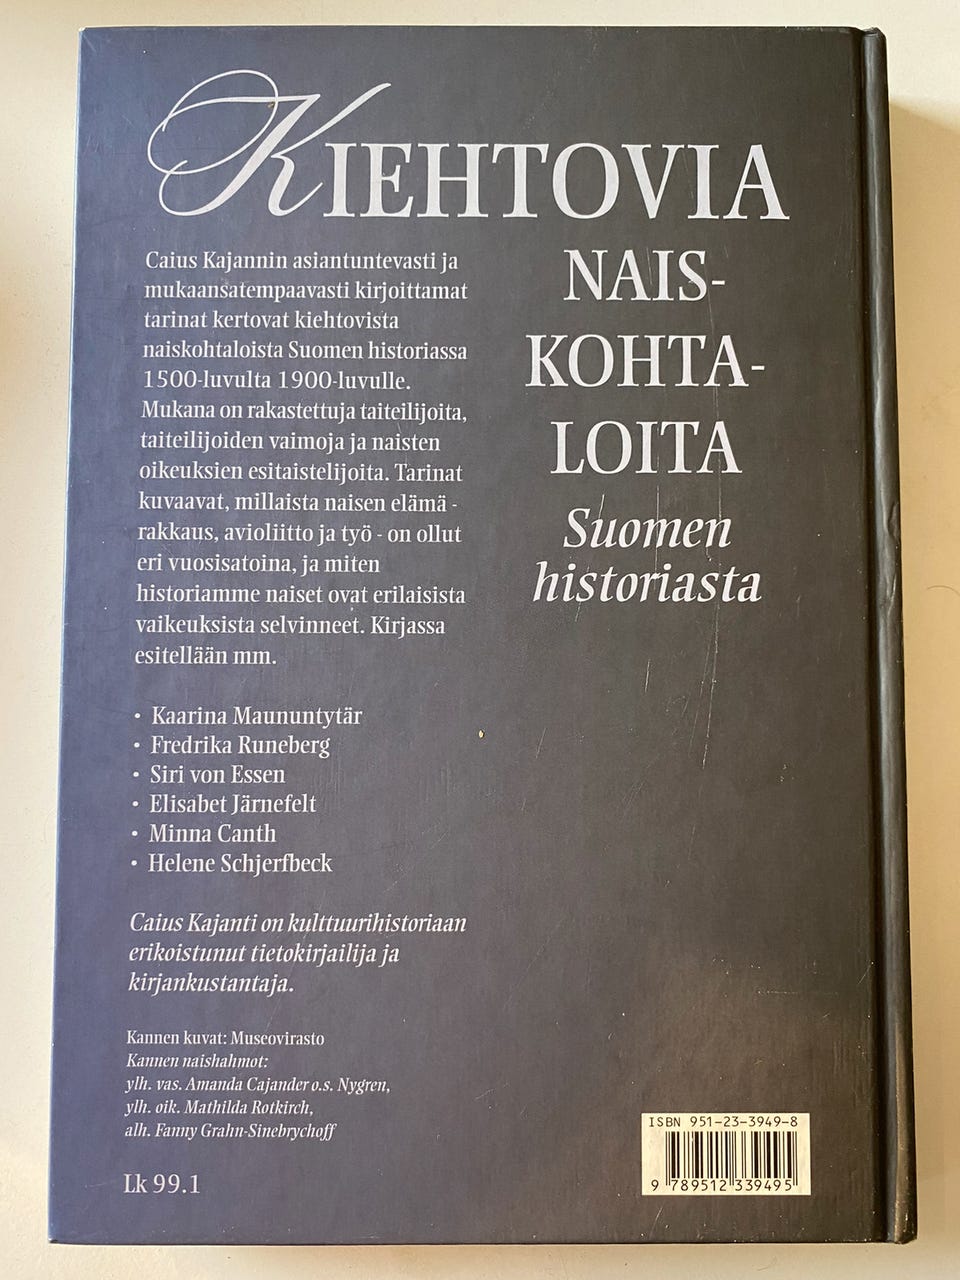 KIEHTOVIA
NAIS-
KOHTA-
LOITA
Suomen
historiasta
Caius Kajannin asiantuntevasti ja
mukaansatempaavasti kirjoittamat
tarinat kertovat kiehtovista
naiskohtaloista Suomen historiassa
1500-luvulta 1900-luvulle.
Mukana on rakastettuja taiteilijoita,
taiteilijoiden vaimoja ja naisten
oikeuksien esitaistelijoita. Tarinat
kuvaavat, millaista naisen elämä -
rakkaus, avioliitto ja työ - on ollut
eri vuosisatoina, ja miten
historiamme naiset ovat erilaisista
vaikeuksista selvinneet. Kirjassa
esitellään mm.
• Kaarina Maununtytär
• Fredrika Runeberg
• Siri von Essen
• Elisabet Järnefelt
• Minna Canth
• Helene Schjerfbeck
Caius Kajanti on kulttuurihistoriaan
erikoistunut tietokirjailija ja
kirjankustantaja.
Kannen kuvat: Museovirasto
Kannen naishahmot:
ylh. vas. Amanda Cajander o.s. Nygren,
ylh. oik. Mathilda Rotkirch,
alh. Fanny Grahn-Sinebrychoff
Lk 99.1
ISBN 951-23-3949-8
9 789512 339495